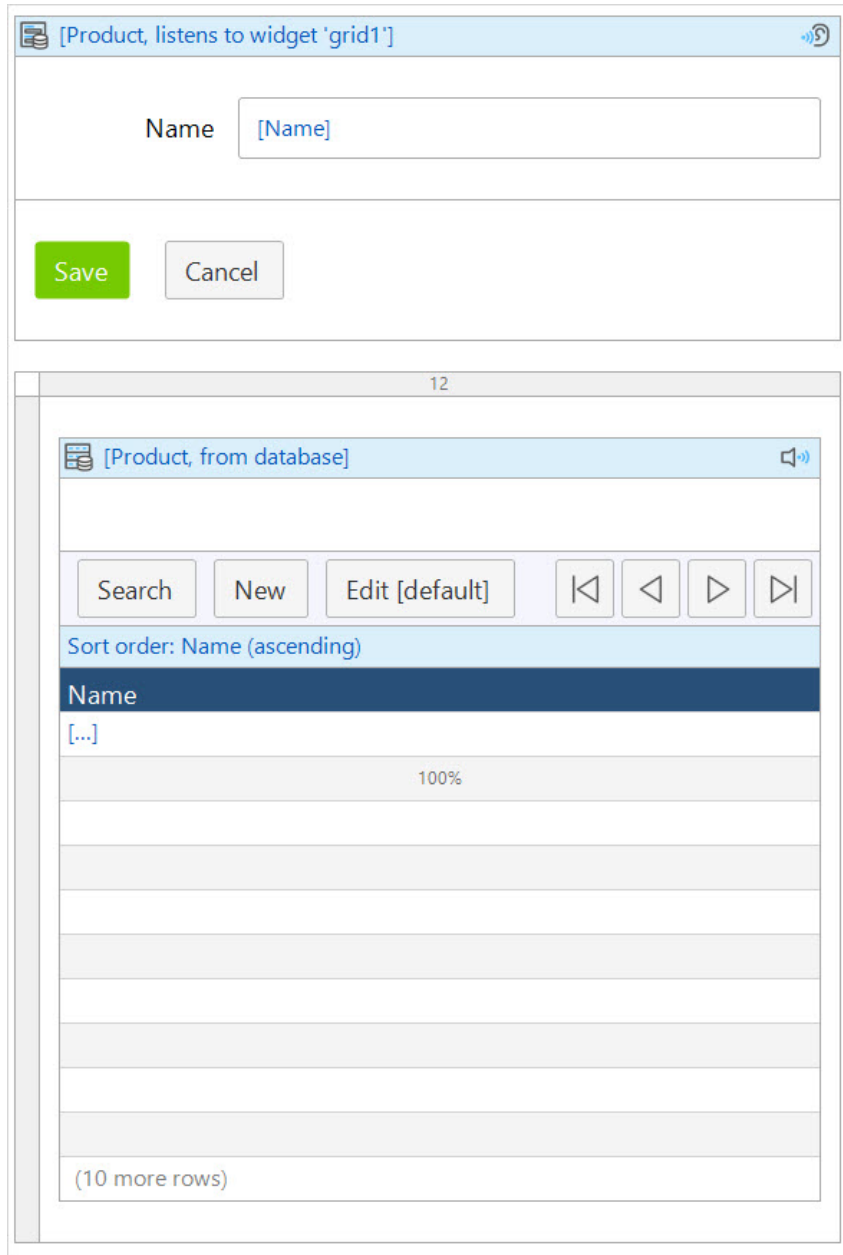 [Product, listens to widget 'grid1']
Name [Name]
Save Cancel
12
[Product, from database]
Search New Edit [default]
Sort order: Name (ascending)
Name
[...]
100%
(10 more rows)